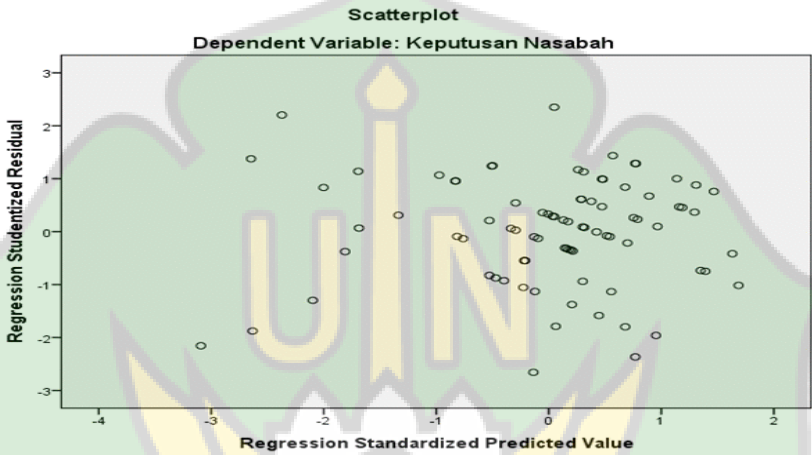 Scatterplot
Dependent Variable: Keputusan Nasabah
Regression Studentized Residual
3
2
1
0
-1
-2
-3
UIN
-4 -3 -2 -1 0 1 2
Regression Standardized Predicted Value